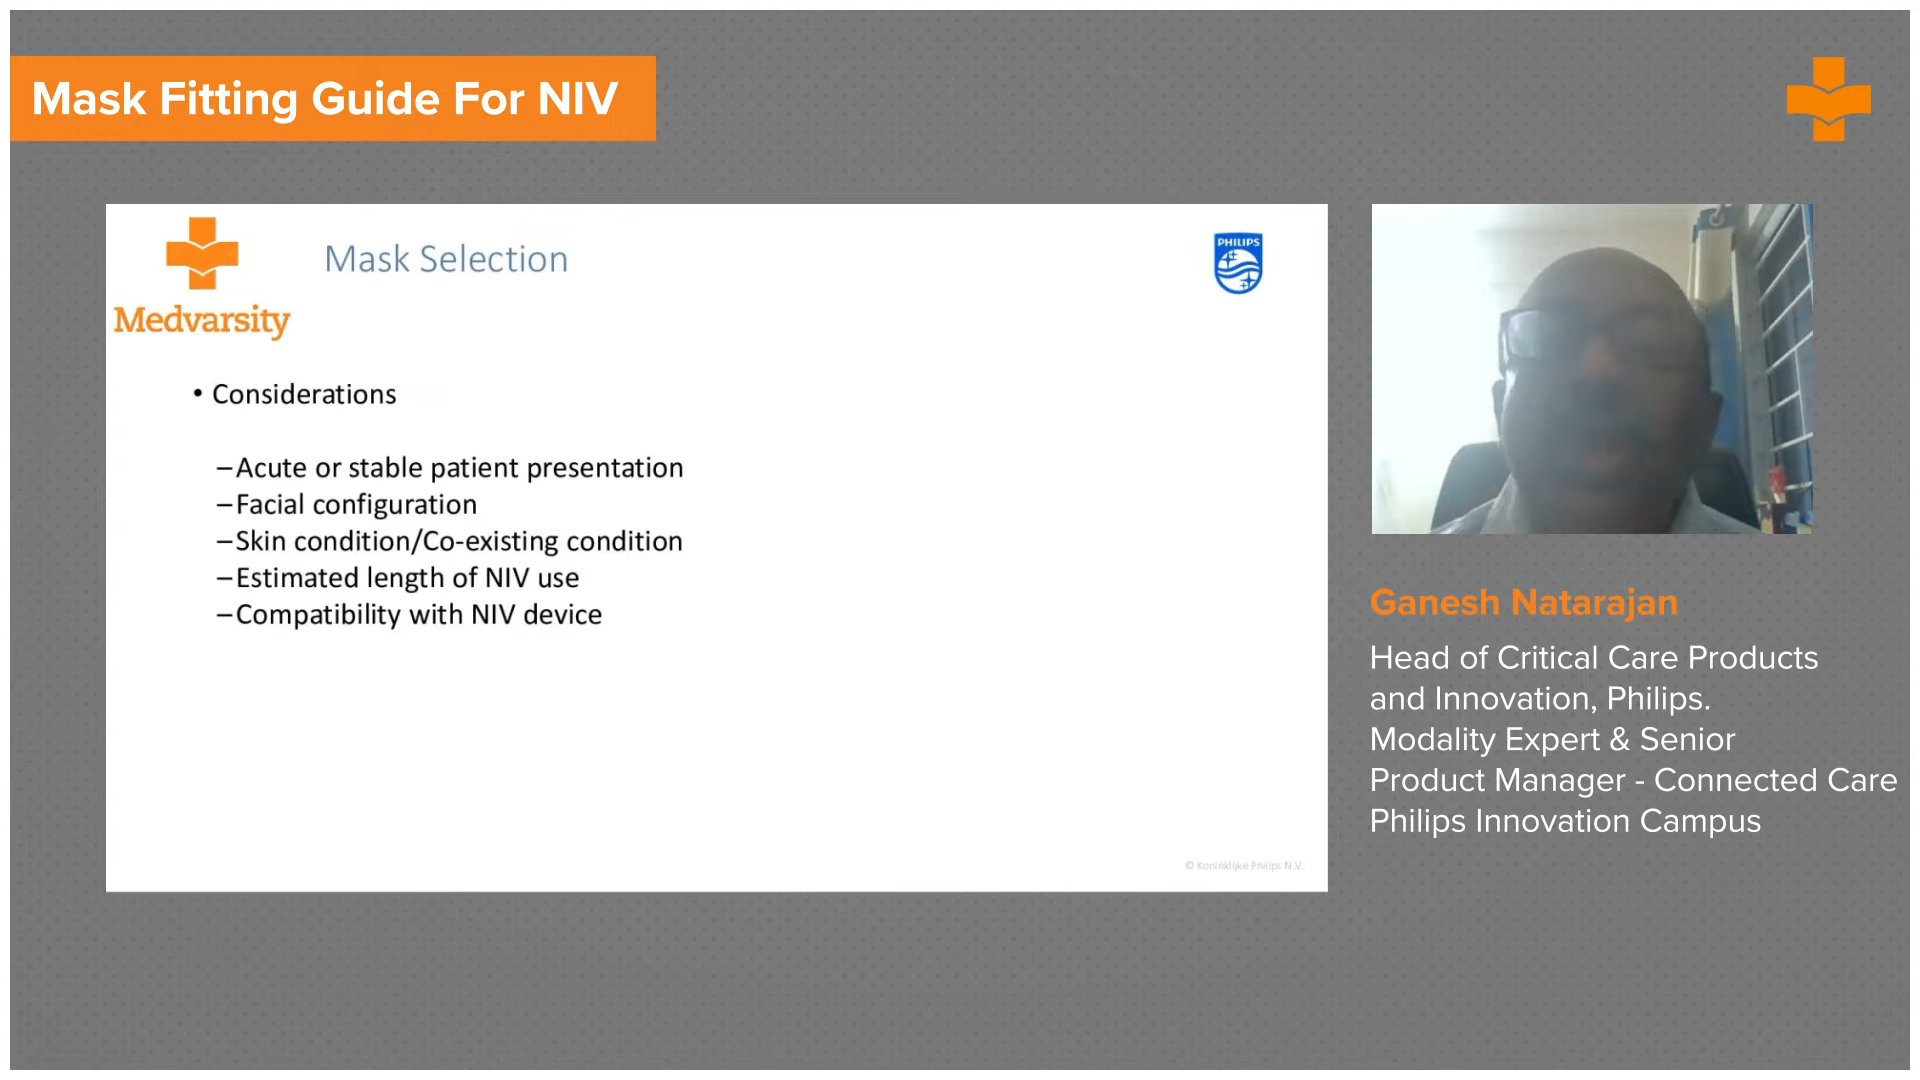 Mask Fitting Guide For NIV
Mask Selection
PHILIPS
Medvarsity
• Considerations
–Acute or stable patient presentation
–Facial configuration
–Skin condition/Co-existing condition
–Estimated length of NIV use
–Compatibility with NIV device
© Koninklijke Philips N.V.
Ganesh Natarajan
Head of Critical Care Products
and Innovation, Philips.
Modality Expert & Senior
Product Manager - Connected Care
Philips Innovation Campus